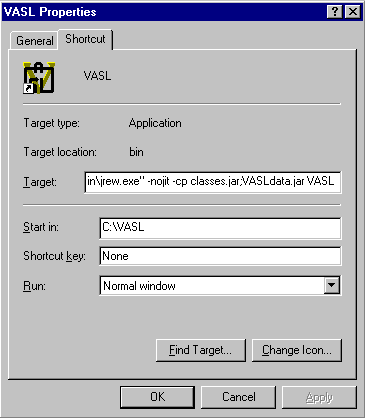 VASL Properties
General Shortcut
VASL
Target type: Application
Target location: bin
Target: in\jrew.exe" -nojit -cp classes.jar;VASLdata.jar VASL
Start in: C:\VASL
Shortcut key: None
Run: Normal window
Find Target... Change Icon...
OK Cancel Apply